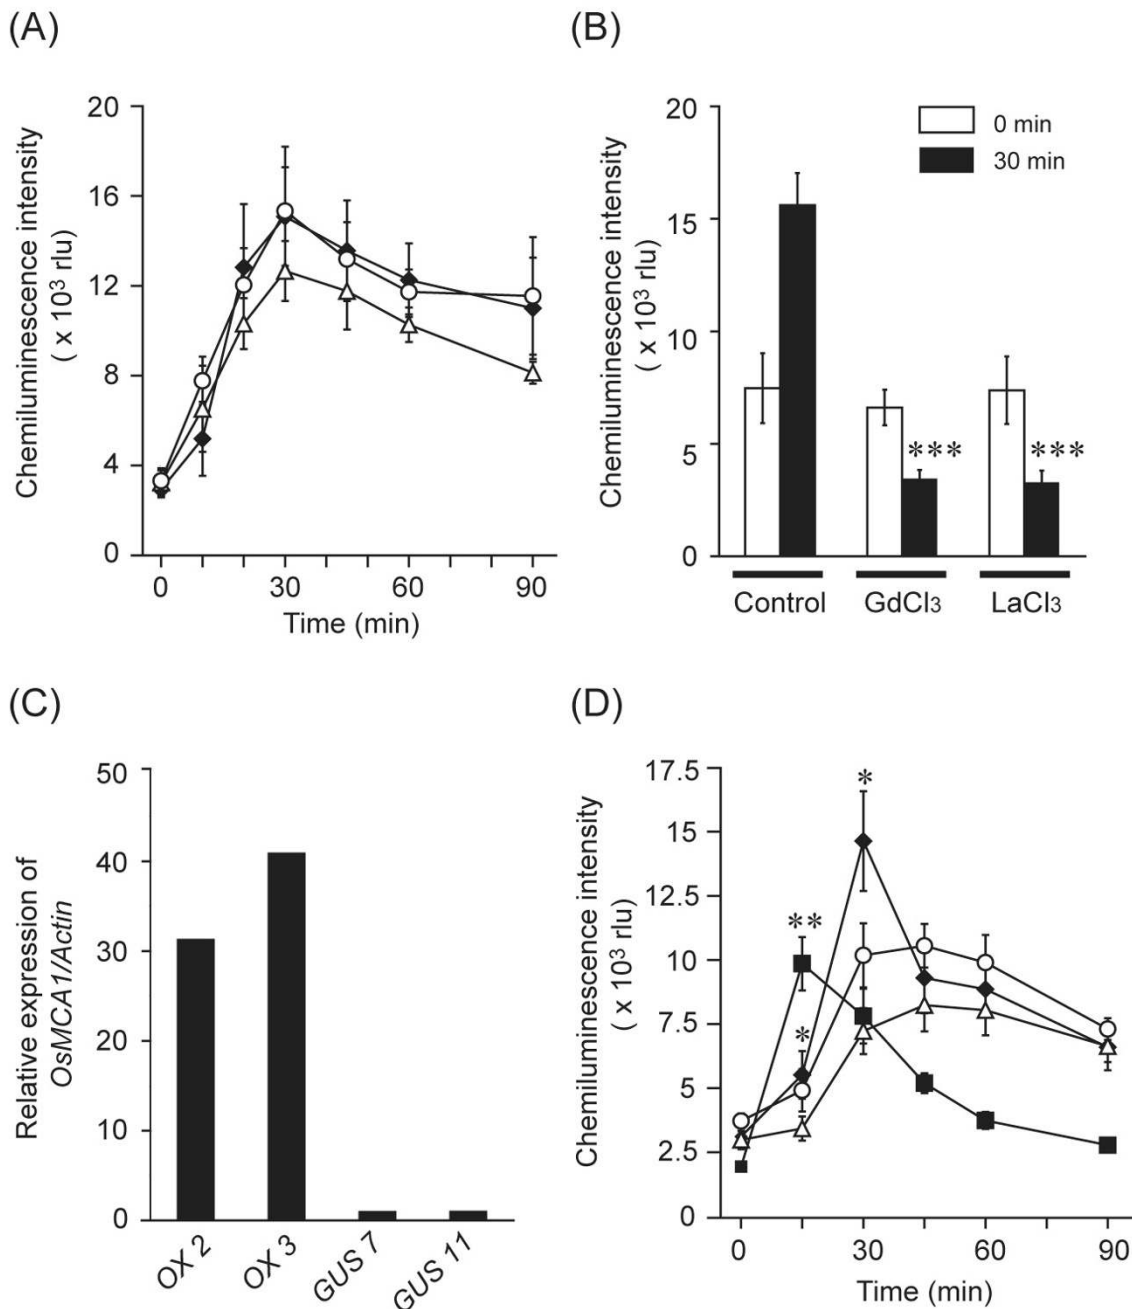 (A)
Chemiluminescence intensity
( x 10³ rlu)
20
16
12
8
4
0
0
30
60
90
Time (min)
(B)
Chemiluminescence intensity
( x 10³ rlu)
20
15
10
5
0
0 min
30 min
***
***
Control
GdCl₃
LaCl₃
(C)
Relative expression of
OsMCA1/Actin
50
40
30
20
10
0
OX 2
OX 3
GUS 7
GUS 11
(D)
Chemiluminescence intensity
( x 10³ rlu)
17.5
15
12.5
10
7.5
5
2.5
0
*
**
*
0
30
60
90
Time (min)